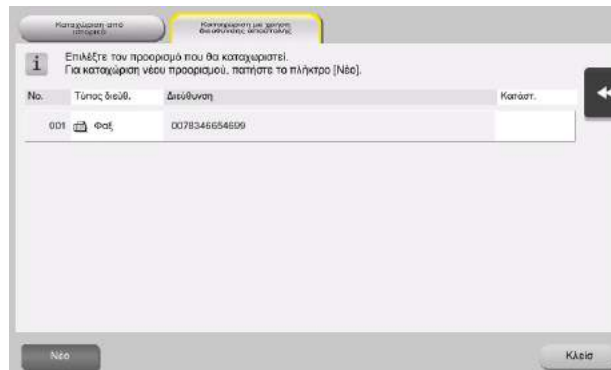 Καταχώριση από
ιστορικό
Καταχώριση με χρήση
διεύθυνσης αποστολής
Επιλέξτε τον προορισμό που θα καταχωριστεί.
Για καταχώριση νέου προορισμού, πατήστε το πλήκτρο [Νέο].
No. Τύπος διεύθ. Διεύθυνση Κατάστ.
001 Φαξ 0078346654699
Νέο
Κλείσ